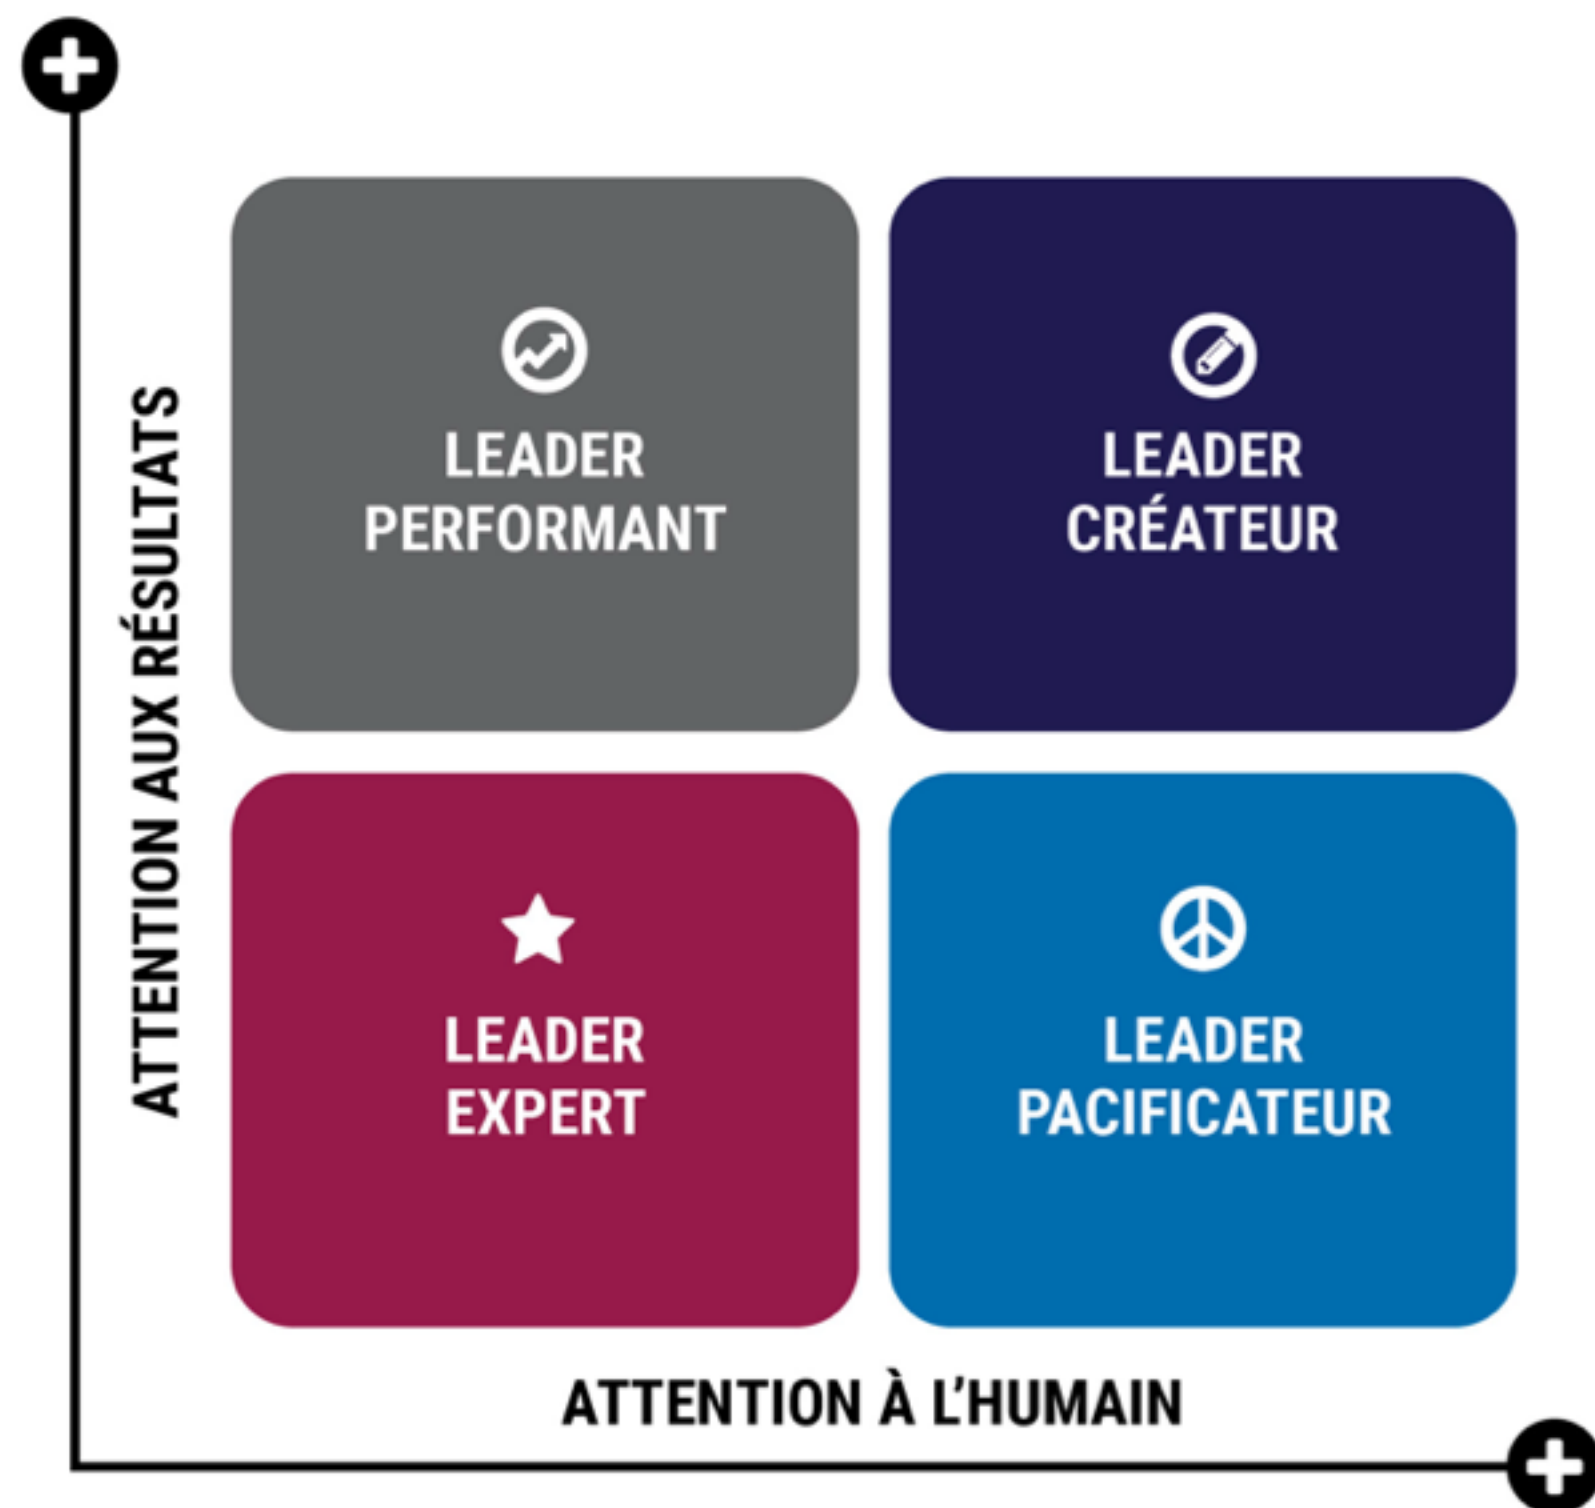 ATTENTION AUX RÉSULTATS
LEADER
PERFORMANT
LEADER
CRÉATEUR
LEADER
EXPERT
LEADER
PACIFICATEUR
ATTENTION À L'HUMAIN